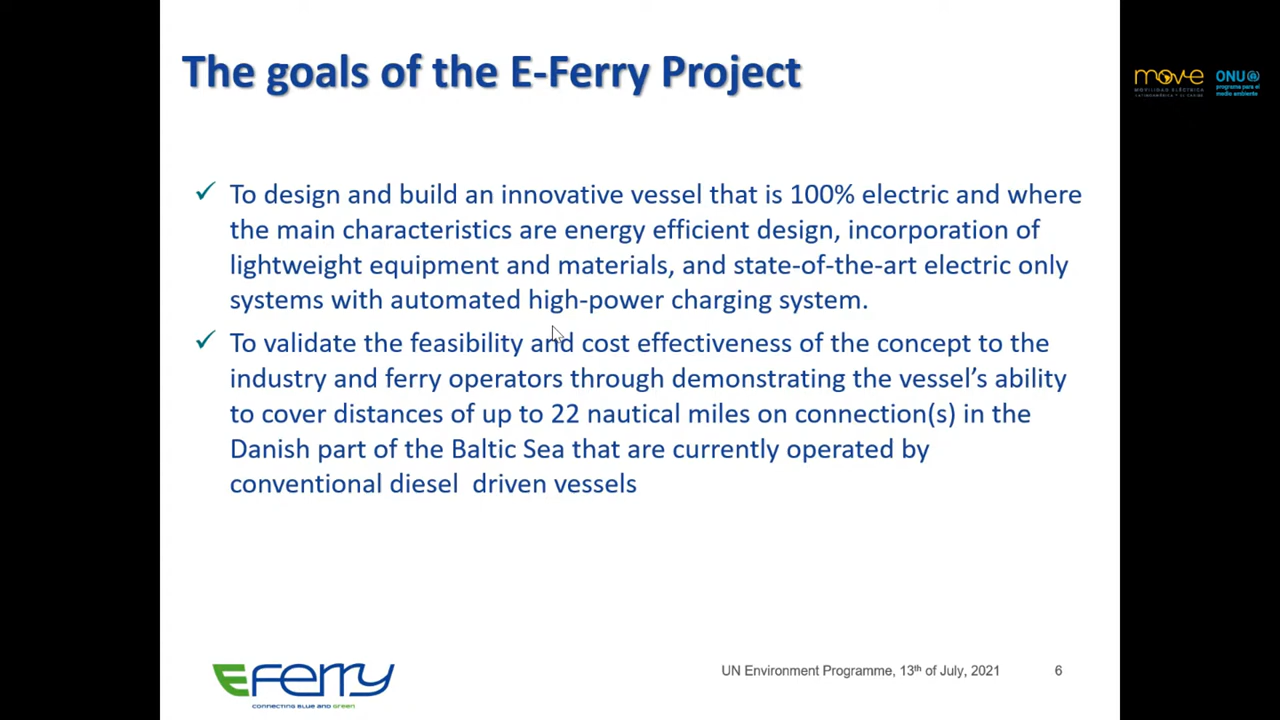 The goals of the E-Ferry Project
move
MOVILIDAD ELÉCTRICA
LATINOAMÉRICA Y EL CARIBE
ONU
programa para el
medio ambiente
✓ To design and build an innovative vessel that is 100% electric and where
the main characteristics are energy efficient design, incorporation of
lightweight equipment and materials, and state-of-the-art electric only
systems with automated high-power charging system.
✓ To validate the feasibility and cost effectiveness of the concept to the
industry and ferry operators through demonstrating the vessel’s ability
to cover distances of up to 22 nautical miles on connection(s) in the
Danish part of the Baltic Sea that are currently operated by
conventional diesel  driven vessels
Eferry
CONNECTING BLUE AND GREEN
UN Environment Programme, 13th of July, 2021
6